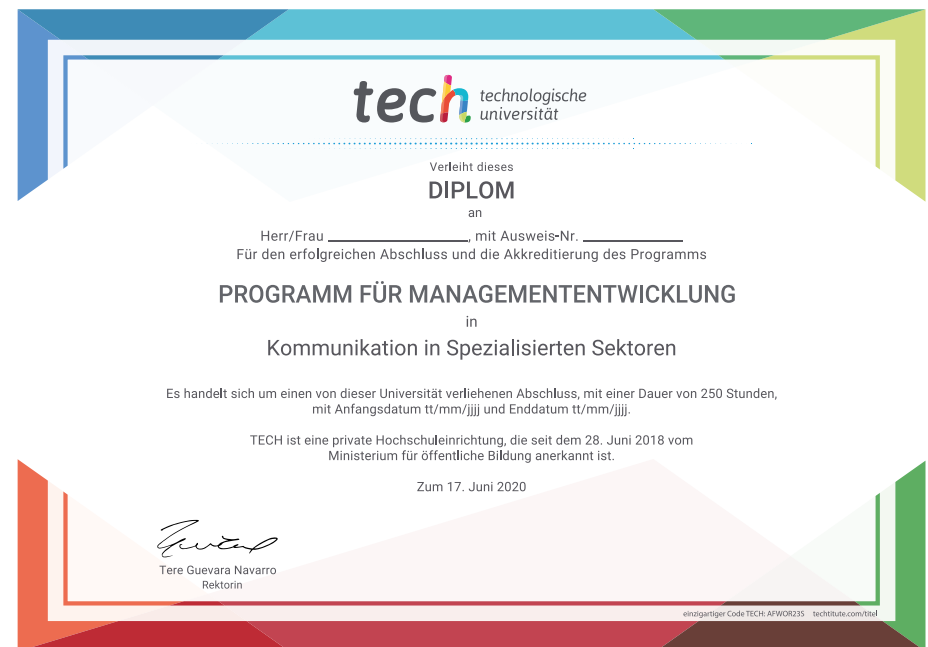 tech technologische
universität
Verleiht dieses
DIPLOM
an
Herr/Frau ____________________, mit Ausweis-Nr. ______________
Für den erfolgreichen Abschluss und die Akkreditierung des Programms
PROGRAMM FÜR MANAGEMENTENTWICKLUNG
in
Kommunikation in Spezialisierten Sektoren
Es handelt sich um einen von dieser Universität verliehenen Abschluss, mit einer Dauer von 250 Stunden,
mit Anfangsdatum tt/mm/jjjj und Enddatum tt/mm/jjjj.
TECH ist eine private Hochschuleinrichtung, die seit dem 28. Juni 2018 vom
Ministerium für öffentliche Bildung anerkannt ist.
Zum 17. Juni 2020
Tere Guevara Navarro
Rektorin
einzigartiger Code TECH: AFWOR23S techtitute.com/titel